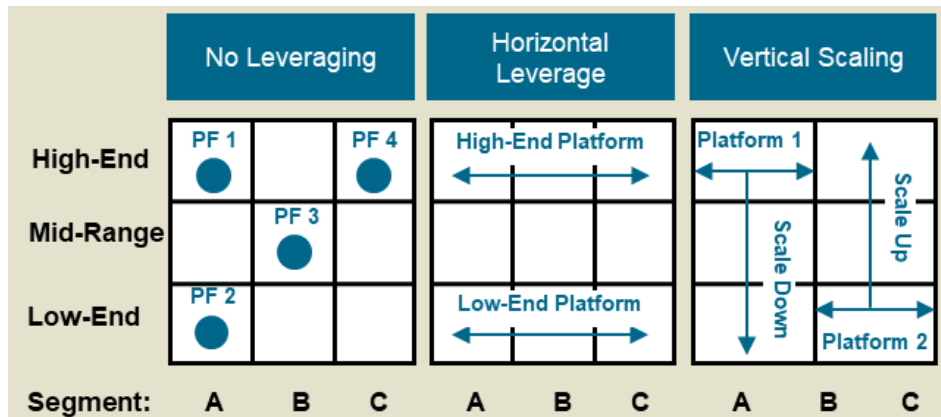 No Leveraging
Horizontal
Leverage
Vertical Scaling
High-End
PF 1
PF 4
High-End Platform
Platform 1
Scale Up
Mid-Range
PF 3
Scale Down
Low-End
PF 2
Low-End Platform
Platform 2
Segment: A B C A B C A B C